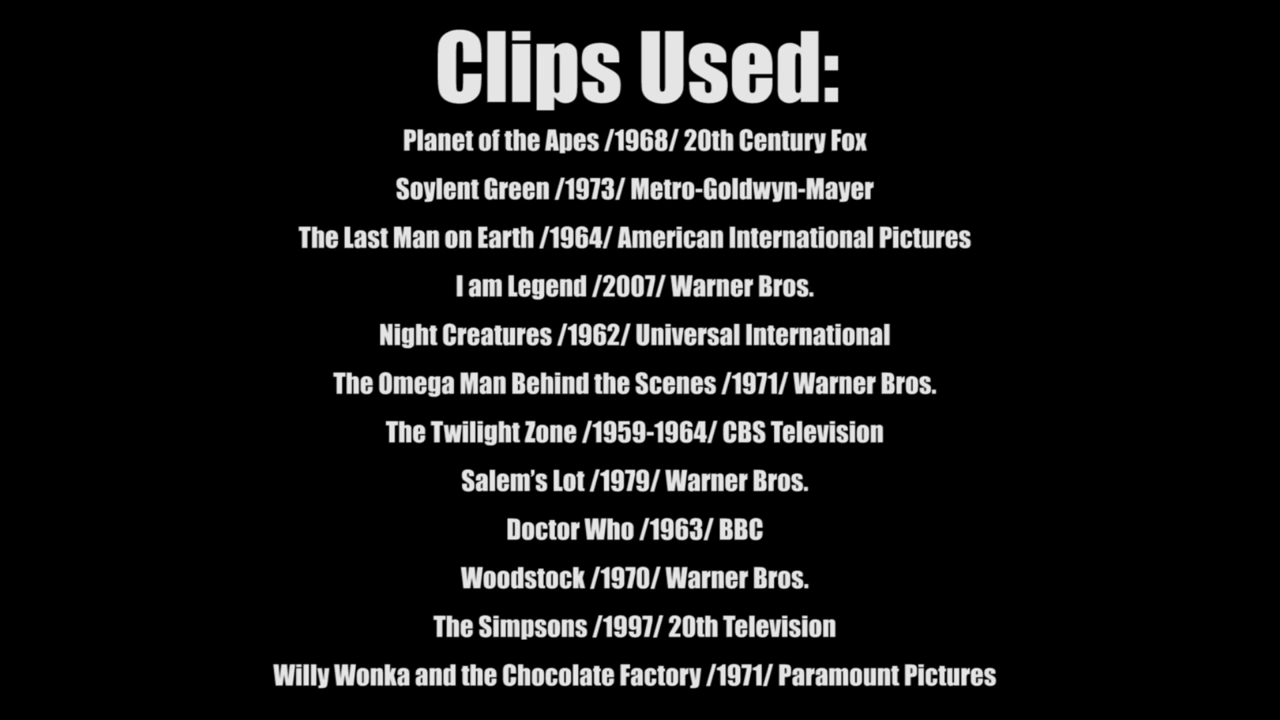 Clips Used:
Planet of the Apes /1968/ 20th Century Fox
Soylent Green /1973/ Metro-Goldwyn-Mayer
The Last Man on Earth /1964/ American International Pictures
I am Legend /2007/ Warner Bros.
Night Creatures /1962/ Universal International
The Omega Man Behind the Scenes /1971/ Warner Bros.
The Twilight Zone /1959-1964/ CBS Television
Salem’s Lot /1979/ Warner Bros.
Doctor Who /1963/ BBC
Woodstock /1970/ Warner Bros.
The Simpsons /1997/ 20th Television
Willy Wonka and the Chocolate Factory /1971/ Paramount Pictures